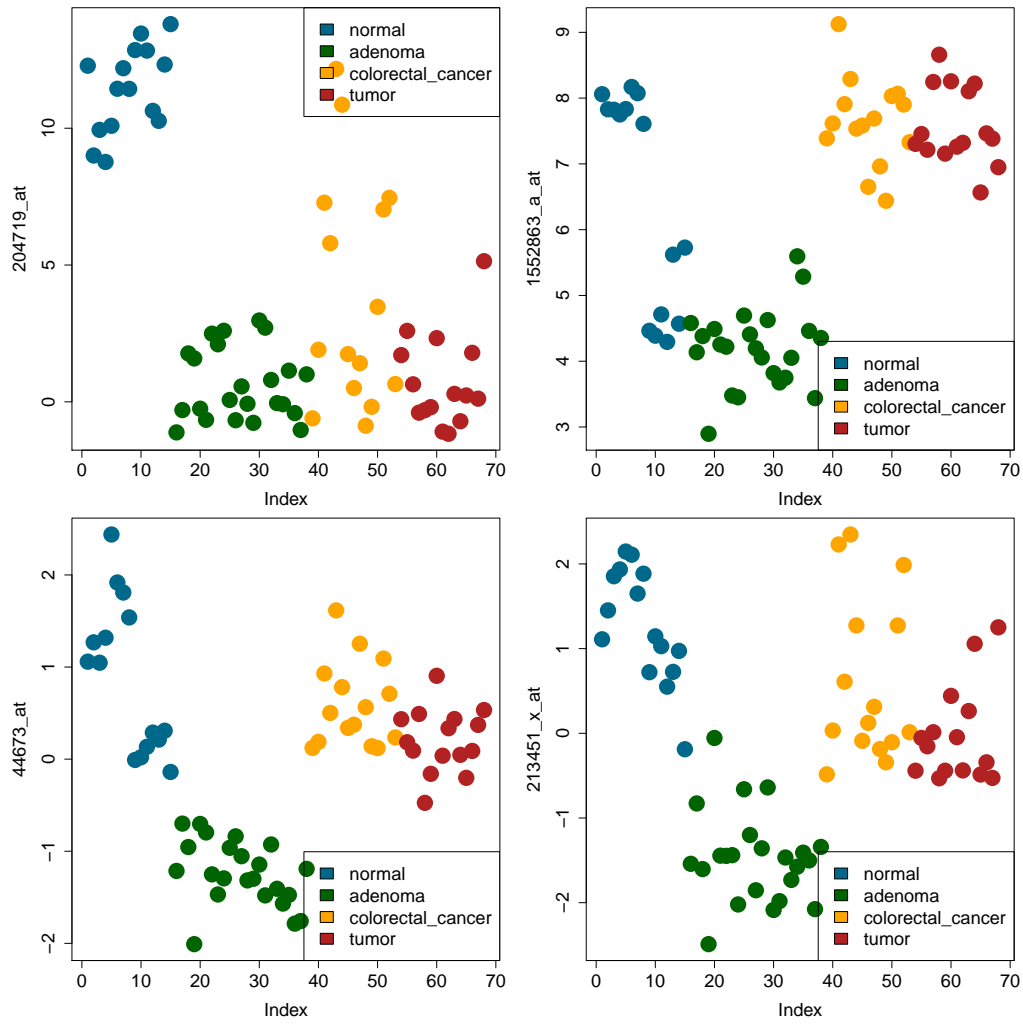 normal
adenoma
colorectal_cancer
tumor
204719_at
0 5 10
0 10 20 30 40 50 60 70
Index
1552863_a_at
3 4 5 6 7 8 9
normal
adenoma
colorectal_cancer
tumor
0 10 20 30 40 50 60 70
Index
44673_at
-2 -1 0 1 2
normal
adenoma
colorectal_cancer
tumor
0 10 20 30 40 50 60 70
Index
213451_x_at
-2 -1 0 1 2
normal
adenoma
colorectal_cancer
tumor
0 10 20 30 40 50 60 70
Index